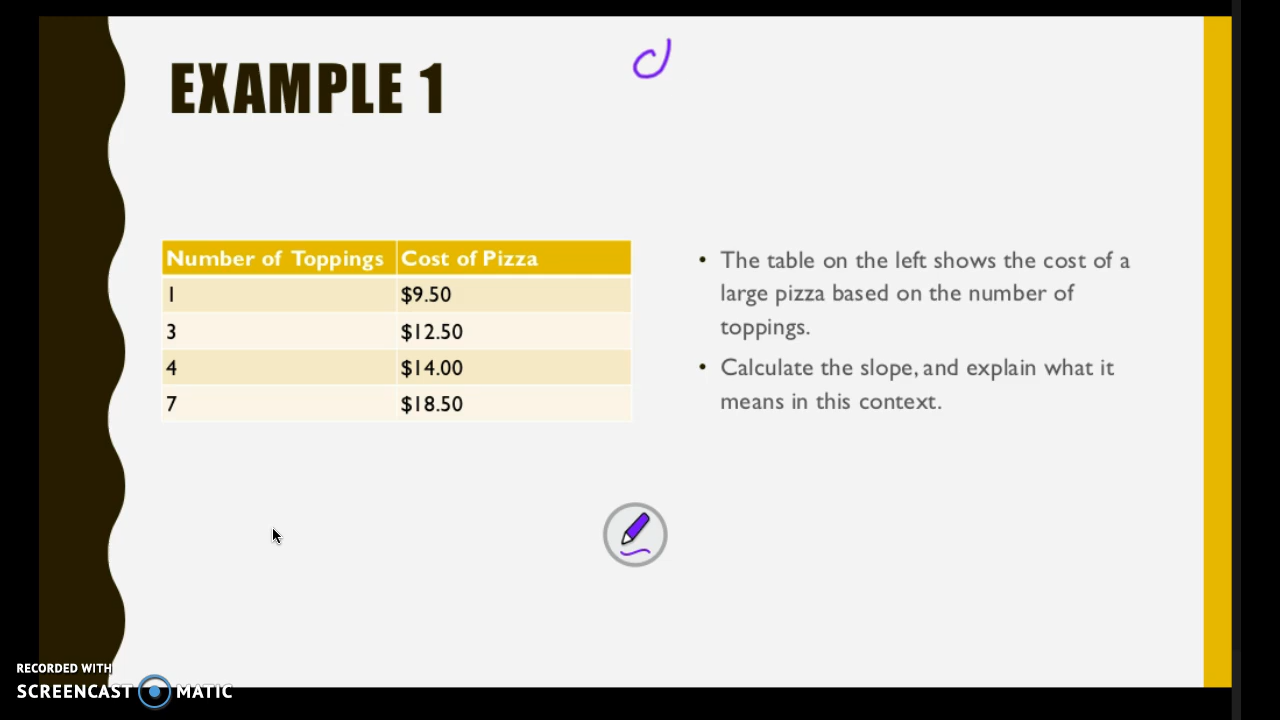 EXAMPLE 1
Number of Toppings Cost of Pizza
1 $9.50
3 $12.50
4 $14.00
7 $18.50
• The table on the left shows the cost of a
large pizza based on the number of
toppings.
• Calculate the slope, and explain what it
means in this context.
RECORDED WITH
SCREENCAST MATIC